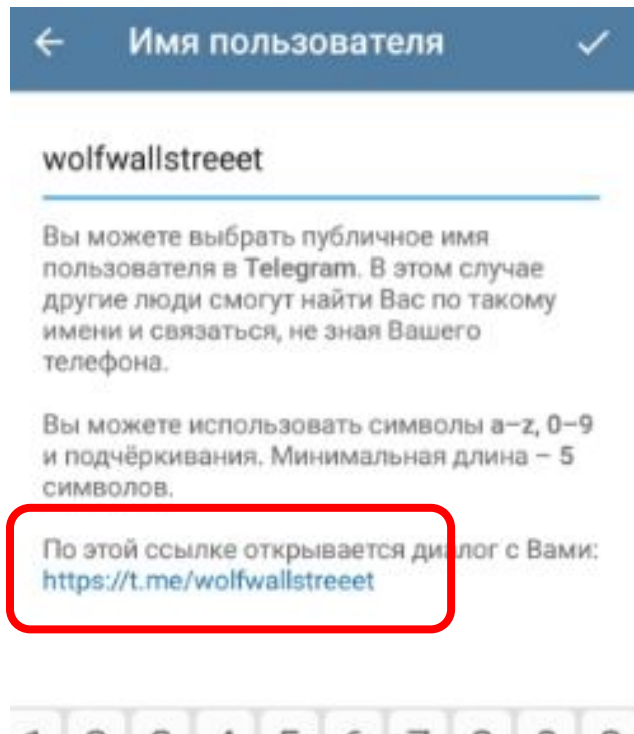 Имя пользователя
wolfwallstreeet
Вы можете выбрать публичное имя
пользователя в Telegram. В этом случае
другие люди смогут найти Вас по такому
имени и связаться, не зная Вашего
телефона.
Вы можете использовать символы a–z, 0–9
и подчёркивания. Минимальная длина – 5
символов.
По этой ссылке открывается диалог с Вами:
https://t.me/wolfwallstreeet